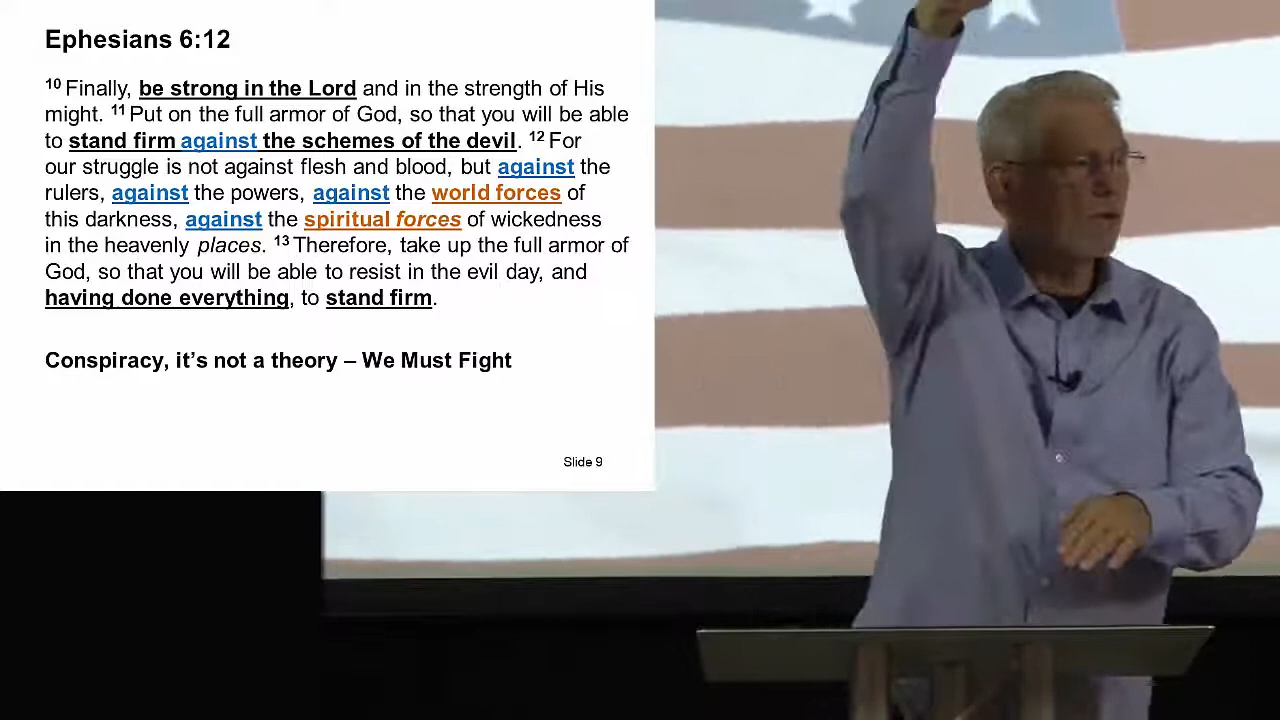 Ephesians 6:12
10 Finally, be strong in the Lord and in the strength of His
might. 11 Put on the full armor of God, so that you will be able
to stand firm against the schemes of the devil. 12 For
our struggle is not against flesh and blood, but against the
rulers, against the powers, against the world forces of
this darkness, against the spiritual forces of wickedness
in the heavenly places. 13 Therefore, take up the full armor of
God, so that you will be able to resist in the evil day, and
having done everything, to stand firm.
Conspiracy, it's not a theory – We Must Fight
Slide 9